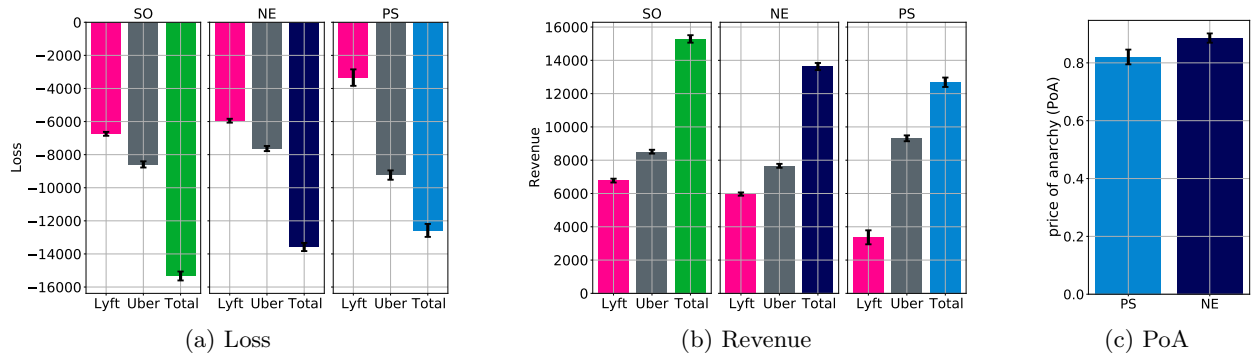 SO NE PS
0
−2000
−4000
−6000
−8000
−10000
−12000
−14000
−16000
Loss
Lyft Uber Total Lyft Uber Total Lyft Uber Total
(a) Loss
SO NE PS
16000
14000
12000
10000
8000
6000
4000
2000
0
Revenue
Lyft Uber Total Lyft Uber Total Lyft Uber Total
(b) Revenue
0.8
0.6
0.4
0.2
0.0
price of anarchy (PoA)
PS NE
(c) PoA